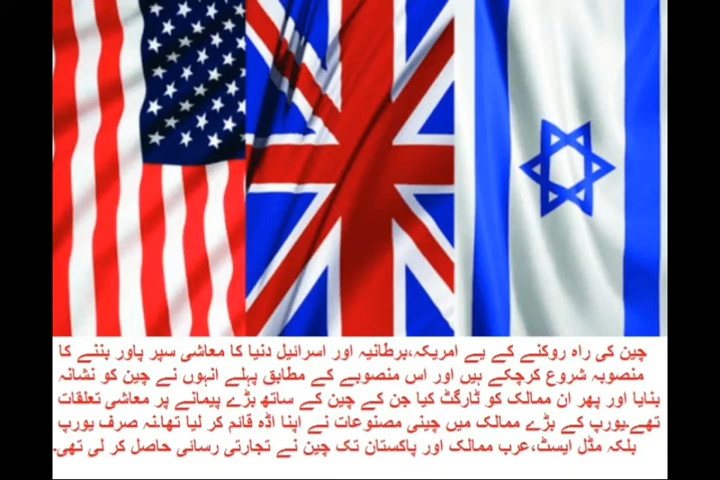 چین کی راہ روکنے کے یے امریکہ،برطانیہ اور اسرائیل دنیا کا معاشی سپر پاور بننے کا
منصوبہ شروع کرچکے ہیں اور اس منصوبے کے مطابق پہلے انہوں نے چین کو نشانہ
بنایا اور پھر ان ممالک کو ٹارگٹ کیا جن کے چین کے ساتھ بڑے پیمانے پر معاشی تعلقات
تھے۔یورپ کے بڑے ممالک میں چینی مصنوعات نے اپنا اڈہ قائم کر لیا تھا۔نہ صرف یورپ
بلکہ مڈل ایسٹ،عرب ممالک اور پاکستان تک چین نے تجارتی رسائی حاصل کر لی تھی۔